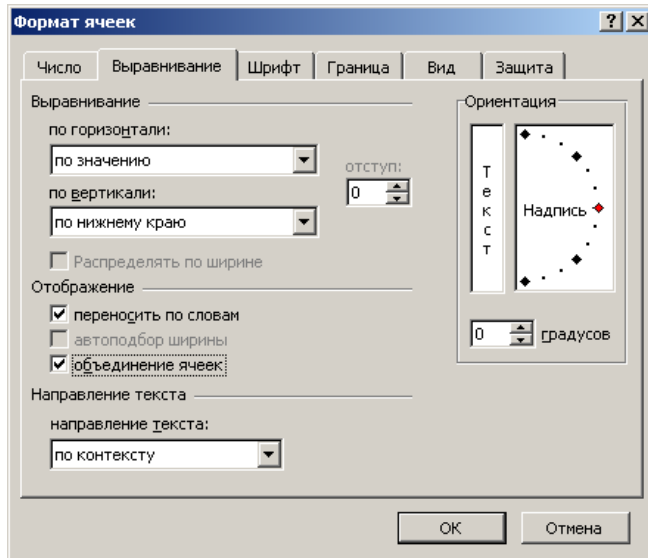 Формат ячеек
Число Выравнивание Шрифт Граница Вид Защита
Выравнивание
по горизонтали:
по значению
отступ:
0
по вертикали:
по нижнему краю
Распределять по ширине
Отображение
переносить по словам
автоподбор ширины
объединение ячеек
Направление текста
направление текста:
по контексту
Ориентация
Текст
Надпись
0 градусов
ОК Отмена